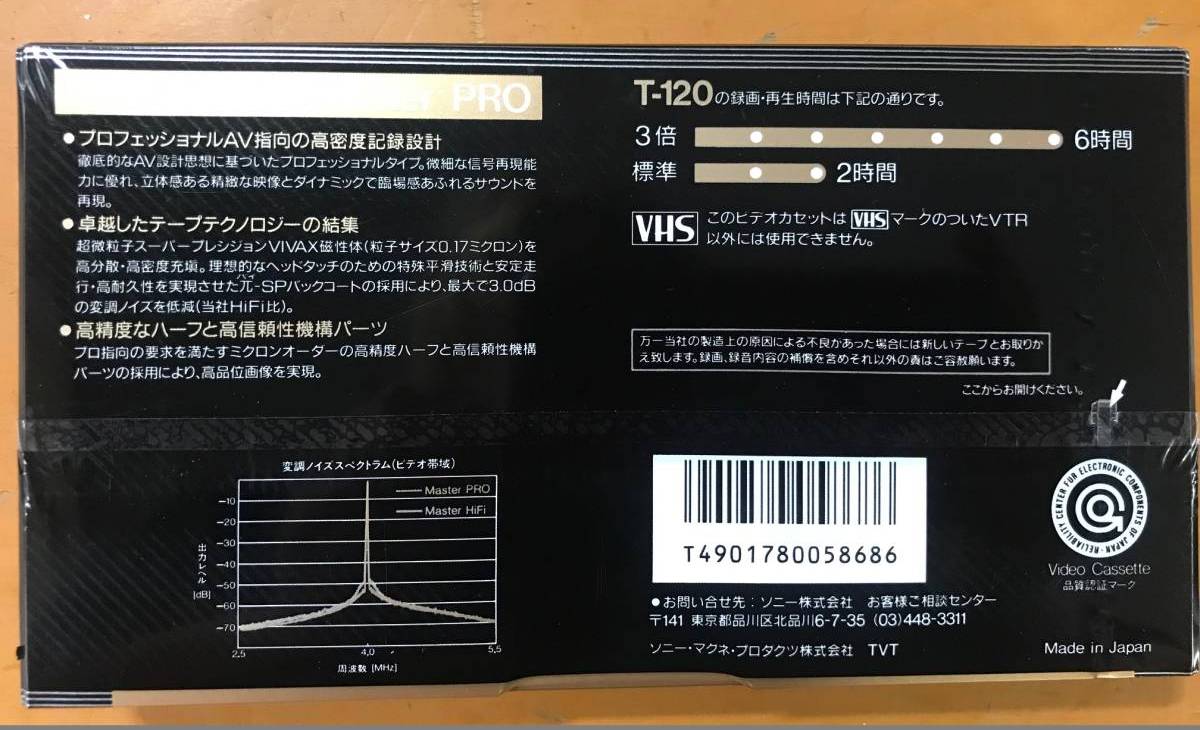 PRO
●プロフェッショナルAV指向の高密度記録設計
徹底的なAV設計思想に基づいたプロフェッショナルタイプ。微細な信号再現能
力に優れ、立体感ある精緻な映像とダイナミックで臨場感あふれるサウンドを
再現。
●卓越したテープテクノロジーの結集
超微粒子スーパープレシジョンVIVAX磁性体(粒子サイズ0.17ミクロン)を
高分散・高密度充塡。理想的なヘッドタッチのための特殊平滑技術と安定走
パイ
行・高耐久性を実現させたπ-SPバックコートの採用により、最大で3.0dB
の変調ノイズを低減(当社HiFi比)。
●高精度なハーフと高信頼性機構パーツ
プロ指向の要求を満たすミクロンオーダーの高精度ハーフと高信頼性機構
パーツの採用により、高品位画像を実現。
T-120の録画・再生時間は下記の通りです。
3倍 6時間
標準 2時間
VHS このビデオカセットは VHS マークのついたVTR
以外には使用できません。
万一当社の製造上の原因による不良があった場合には新しいテープとお取りか
え致します。録画、録音内容の補償を含めそれ以外の責はご容赦願います。
ここからお開けください。
変調ノイズスペクトラム(ビデオ帯域)
Master PRO
Master HiFi
-10
-20
-30
-40
-50
-60
-70
出力レベル
[dB]
2.5 4.0 5.5
周波数 [MHz]
T4901780058686
●お問い合せ先:ソニー株式会社 お客様ご相談センター
〒141 東京都品川区北品川6-7-35 (03)448-3311
ソニー・マグネ・プロダクツ株式会社 TVT
RELIABILITY CENTER FOR ELECTRONIC COMPONENTS OF JAPAN
Video Cassette
品質認証マーク
Made in Japan